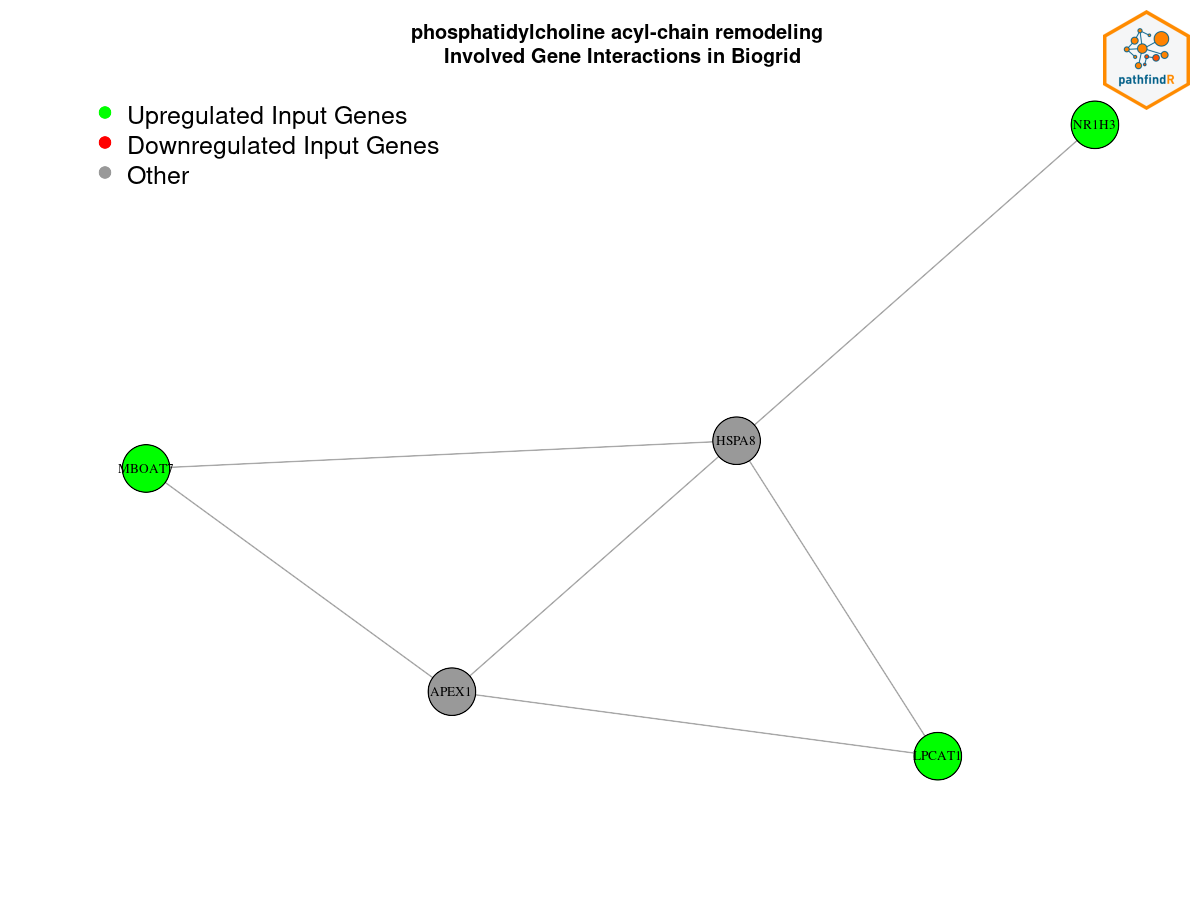 phosphatidylcholine acyl-chain remodeling
Involved Gene Interactions in Biogrid
pathfindR
Upregulated Input Genes
Downregulated Input Genes
Other
NR1H3
HSPA8
MBOAT7
APEX1
LPCAT1